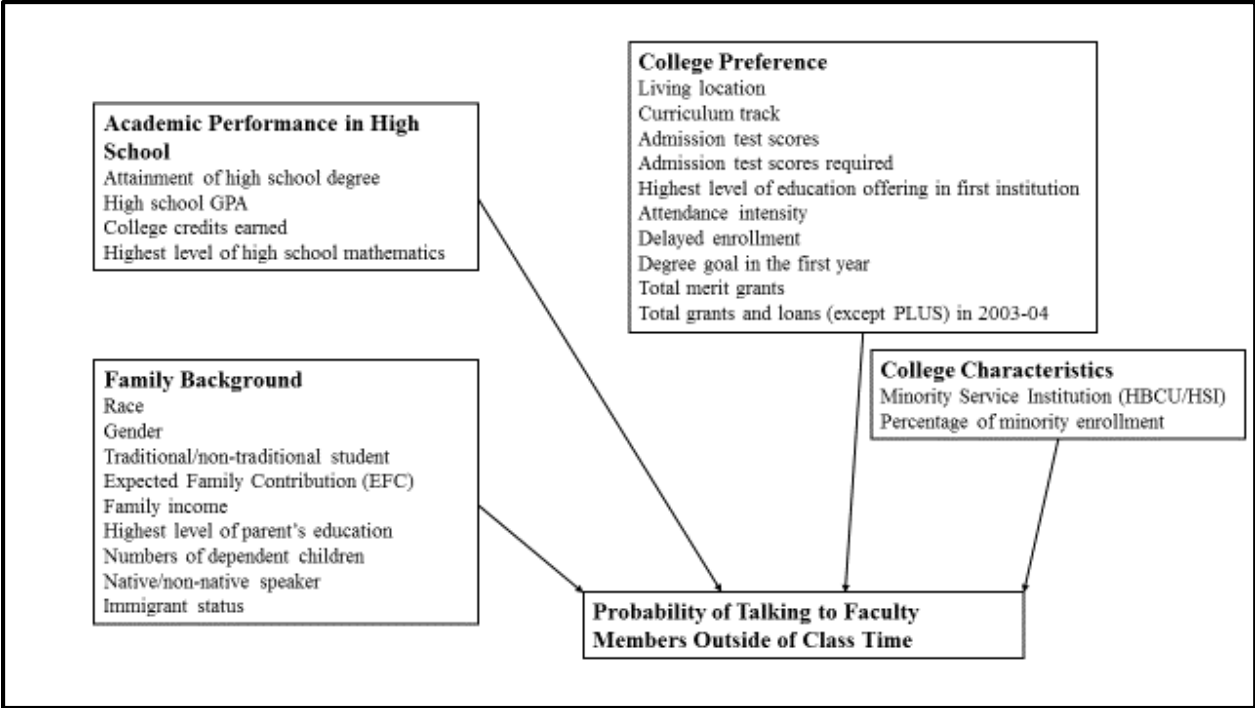 Academic Performance in High
School
Attainment of high school degree
High school GPA
College credits earned
Highest level of high school mathematics
College Preference
Living location
Curriculum track
Admission test scores
Admission test scores required
Highest level of education offering in first institution
Attendance intensity
Delayed enrollment
Degree goal in the first year
Total merit grants
Total grants and loans (except PLUS) in 2003-04
Family Background
Race
Gender
Traditional/non-traditional student
Expected Family Contribution (EFC)
Family income
Highest level of parent’s education
Numbers of dependent children
Native/non-native speaker
Immigrant status
College Characteristics
Minority Service Institution (HBCU/HSI)
Percentage of minority enrollment
Probability of Talking to Faculty
Members Outside of Class Time